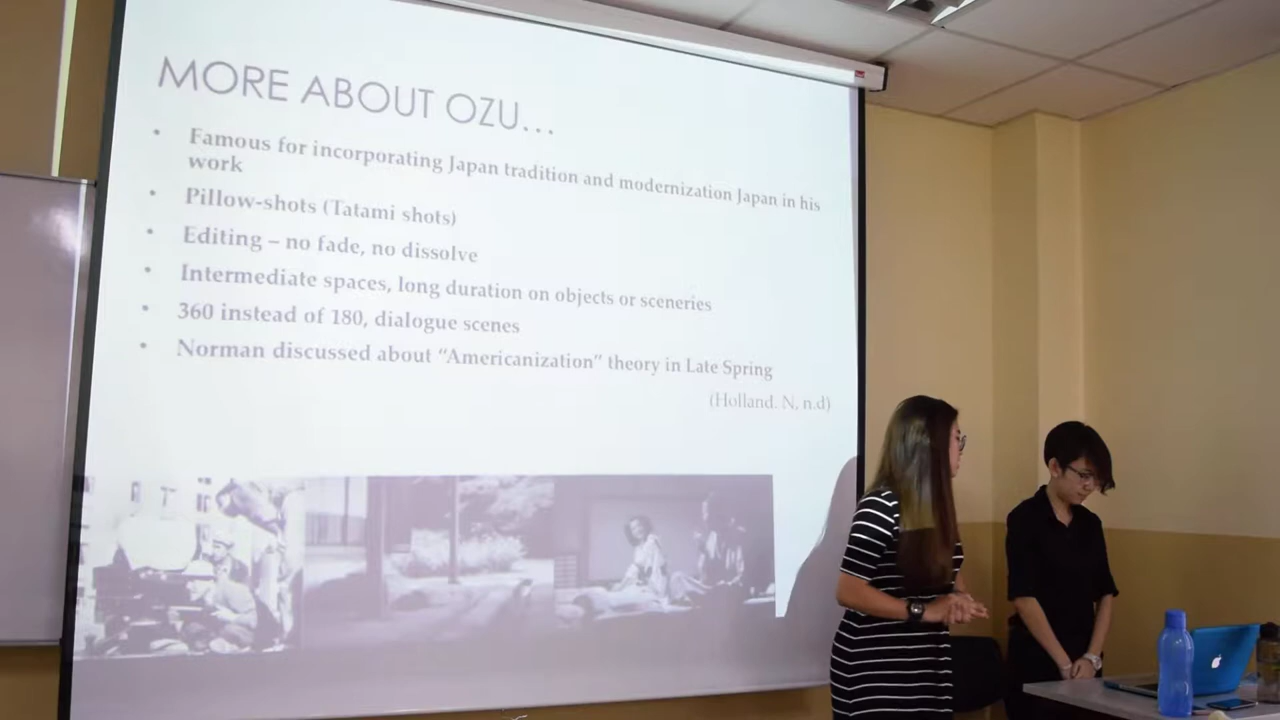 MORE ABOUT OZU...
• Famous for incorporating Japan tradition and modernization Japan in his
work
• Pillow-shots (Tatami shots)
• Editing – no fade, no dissolve
• Intermediate spaces, long duration on objects or sceneries
• 360 instead of 180, dialogue scenes
• Norman discussed about “Americanization” theory in Late Spring
(Holland. N, n.d)